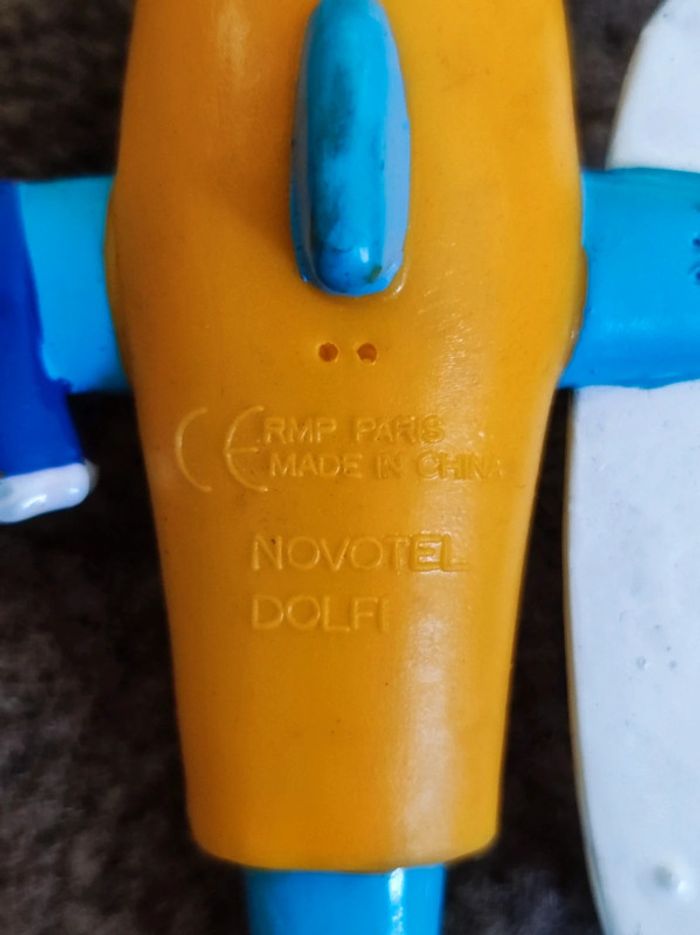 CE RMP PARIS
MADE IN CHINA
NOVOTEL
DOLFI